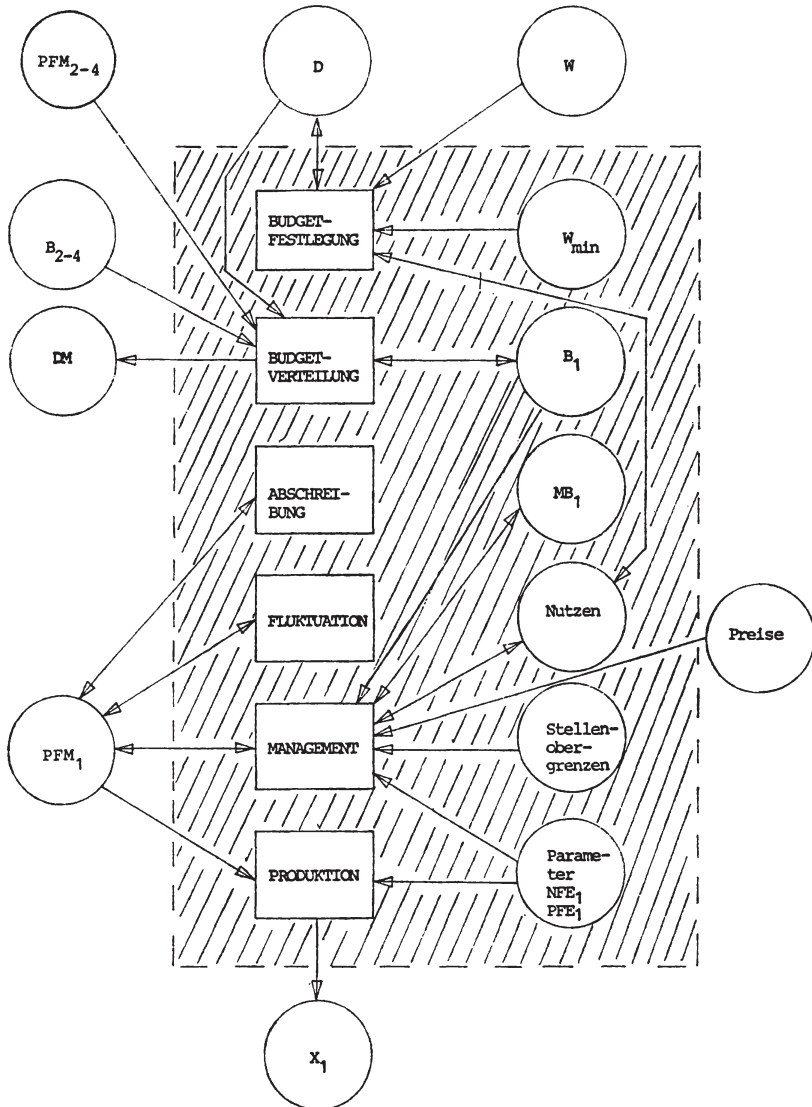 PFM2-4
D
W
BUDGET-
FESTLEGUNG
B2-4
Wmin
DM
BUDGET-
VERTEILUNG
B1
ABSCHREI-
BUNG
MB1
FLUKTUATION
Nutzen
Preise
PFM1
MANAGEMENT
Stellen-
ober-
grenzen
PRODUKTION
Parame-
ter
NFE1
PFE1
X1